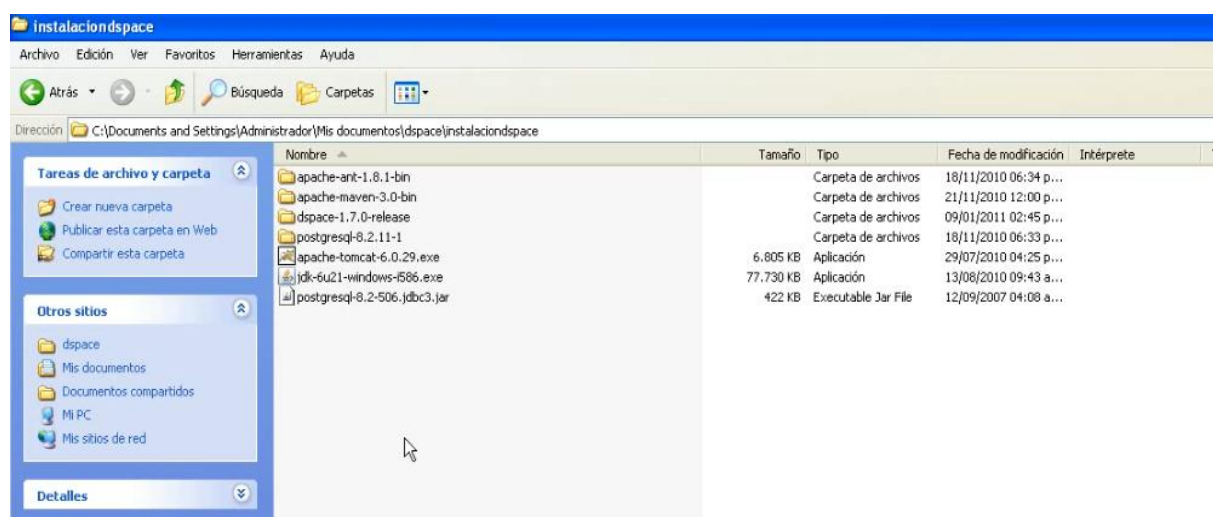 instalaciondspace
Archivo Edición Ver Favoritos Herramientas Ayuda
Atrás Búsqueda Carpetas
Dirección C:\Documents and Settings\Administrador\Mis documentos\dspace\instalaciondspace
Tareas de archivo y carpeta
Crear nueva carpeta
Publicar esta carpeta en Web
Compartir esta carpeta
Otros sitios
dspace
Mis documentos
Documentos compartidos
Mi PC
Mis sitios de red
Detalles
Nombre Tamaño Tipo Fecha de modificación Intérprete
apache-ant-1.8.1-bin Carpeta de archivos 18/11/2010 06:34 p...
apache-maven-3.0-bin Carpeta de archivos 21/11/2010 12:00 p...
dspace-1.7.0-release Carpeta de archivos 09/01/2011 02:45 p...
postgresql-8.2.11-1 Carpeta de archivos 18/11/2010 06:33 p...
apache-tomcat-6.0.29.exe 6.805 KB Aplicación 29/07/2010 04:25 p...
jdk-6u21-windows-i586.exe 77.730 KB Aplicación 13/08/2010 09:43 a...
postgresql-8.2-506.jdbc3.jar 422 KB Executable Jar File 12/09/2007 04:08 a...